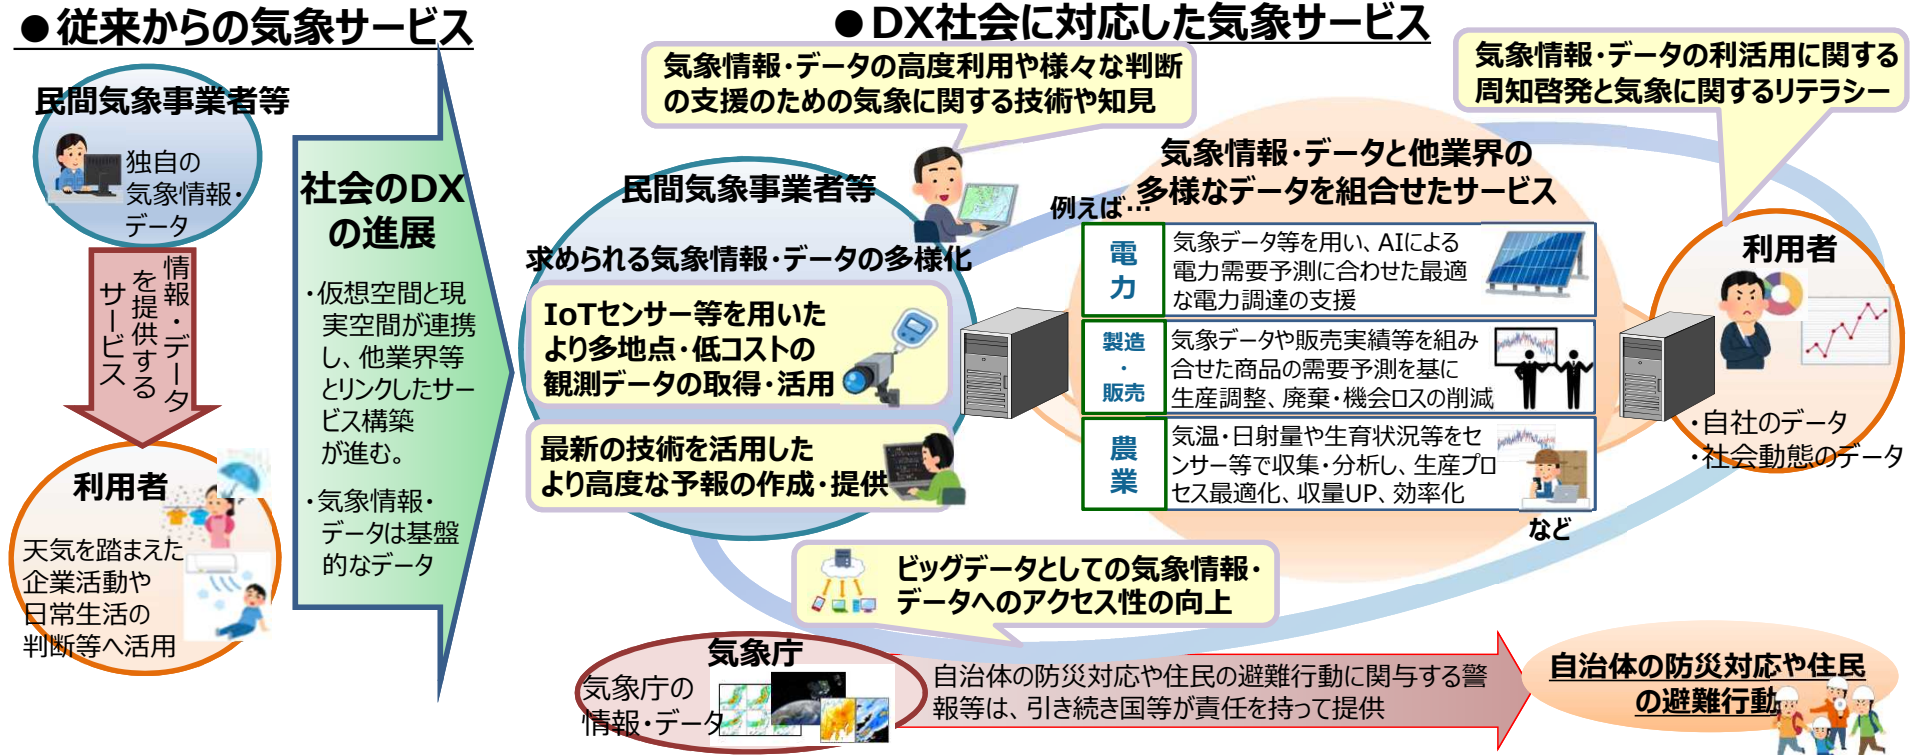 ●従来からの気象サービス
民間気象事業者等
独自の
気象情報・
データ
情報・データ
を提供する
サービス
利用者
天気を踏まえた
企業活動や
日常生活の
判断等へ活用
社会のDX
の進展
・仮想空間と現
実空間が連携
し、他業界等
とリンクしたサー
ビス構築
が進む。
・気象情報・
データは基盤
的なデータ
●DX社会に対応した気象サービス
気象情報・データの高度利用や様々な判断
の支援のための気象に関する技術や知見
気象情報・データの利活用に関する
周知啓発と気象に関するリテラシー
民間気象事業者等
求められる気象情報・データの多様化
IoTセンサー等を用いた
より多地点・低コストの
観測データの取得・活用
最新の技術を活用した
より高度な予報の作成・提供
気象情報・データと他業界の
多様なデータを組合せたサービス
例えば…
電力
気象データ等を用い、AIによる
電力需要予測に合わせた最適
な電力調達の支援
製造
・
販売
気象データや販売実績等を組み
合せた商品の需要予測を基に
生産調整、廃棄・機会ロスの削減
農業
気温・日射量や生育状況等をセ
ンサー等で収集・分析し、生産プロ
セス最適化、収量UP、効率化
など
利用者
・自社のデータ
・社会動態のデータ
ビッグデータとしての気象情報・
データへのアクセス性の向上
気象庁
気象庁の
情報・データ
自治体の防災対応や住民の避難行動に関与する警
報等は、引き続き国等が責任を持って提供
自治体の防災対応や住民
の避難行動